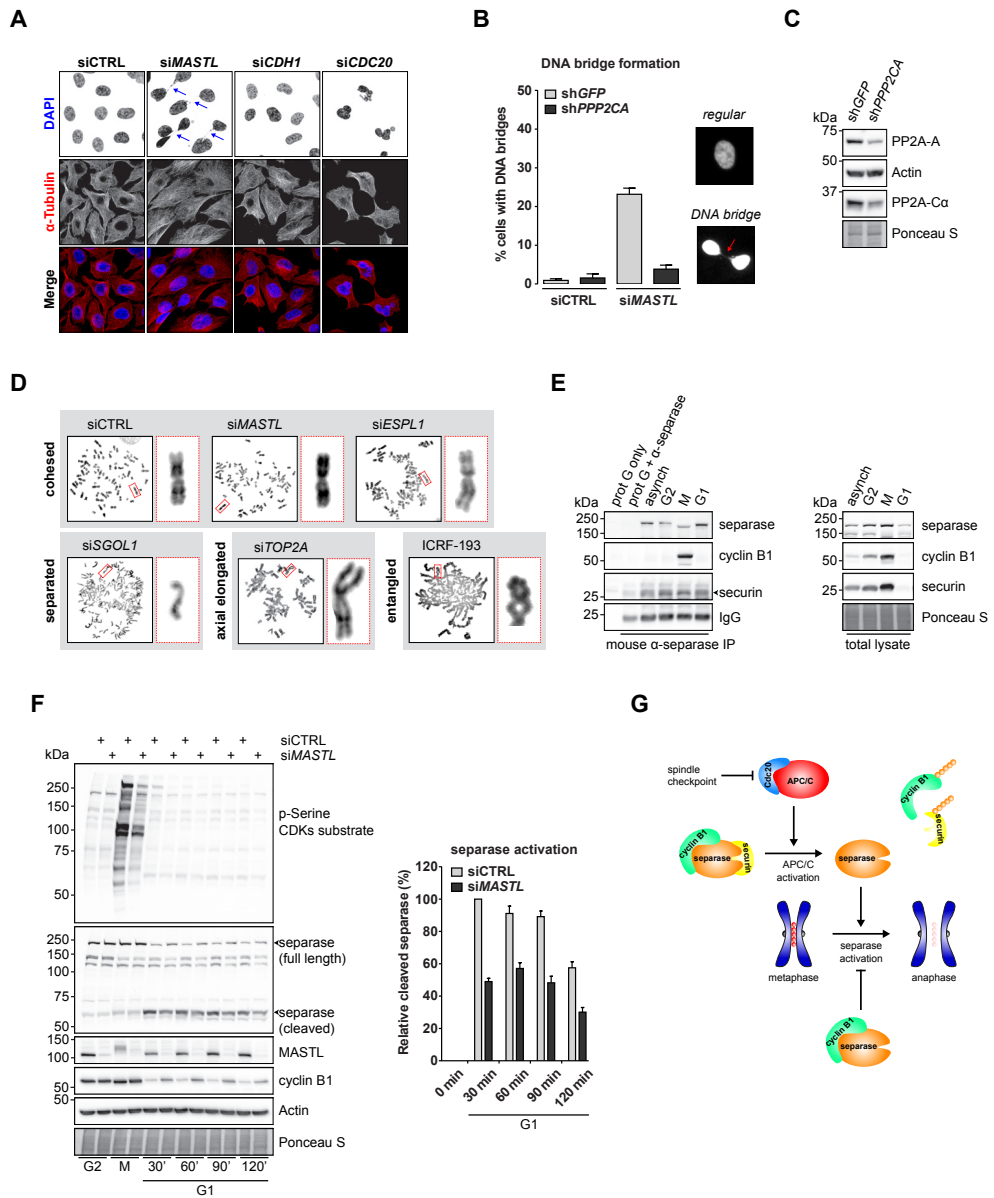 A
siCTRL siMASTL siCDH1 siCDC20
DAPI
α-Tubulin
Merge
B
DNA bridge formation
shGFP
shPPP2CA
% cells with DNA bridges
50
40
30
20
10
0
siCTRL siMASTL
regular
DNA bridge
C
shGFP
shPPP2CA
kDa
75
PP2A-A
50
Actin
37
PP2A-Cα
Ponceau S
D
cohesed
siCTRL siMASTL siESPL1
separated
siSGOL1
axial elongated
siTOP2A
entangled
ICRF-193
E
prot G only
prot G + α-separase
asynch
G2
M
G1
kDa
250
150
separase
50
cyclin B1
25
securin
25
IgG
mouse α-separase IP
asynch
G2
M
G1
kDa
250
150
separase
50
cyclin B1
25
securin
Ponceau S
total lysate
F
+ + + + + + siCTRL
+ + + + + + siMASTL
kDa
250
150
100
75
50
p-Serine
CDKs substrate
250
150
100
75
50
separase
(full length)
separase
(cleaved)
150
100
MASTL
50
cyclin B1
50
Actin
Ponceau S
G2 M 30' 60' 90' 120'
G1
separase activation
siCTRL
siMASTL
Relative cleaved separase (%)
120
100
80
60
40
20
0
0 min
30 min
60 min
90 min
120 min
G1
G
spindle
checkpoint
Cdc20
APC/C
cyclin B1
securin
cyclin B1
separase
securin
APC/C
activation
separase
metaphase
separase
activation
anaphase
cyclin B1
separase